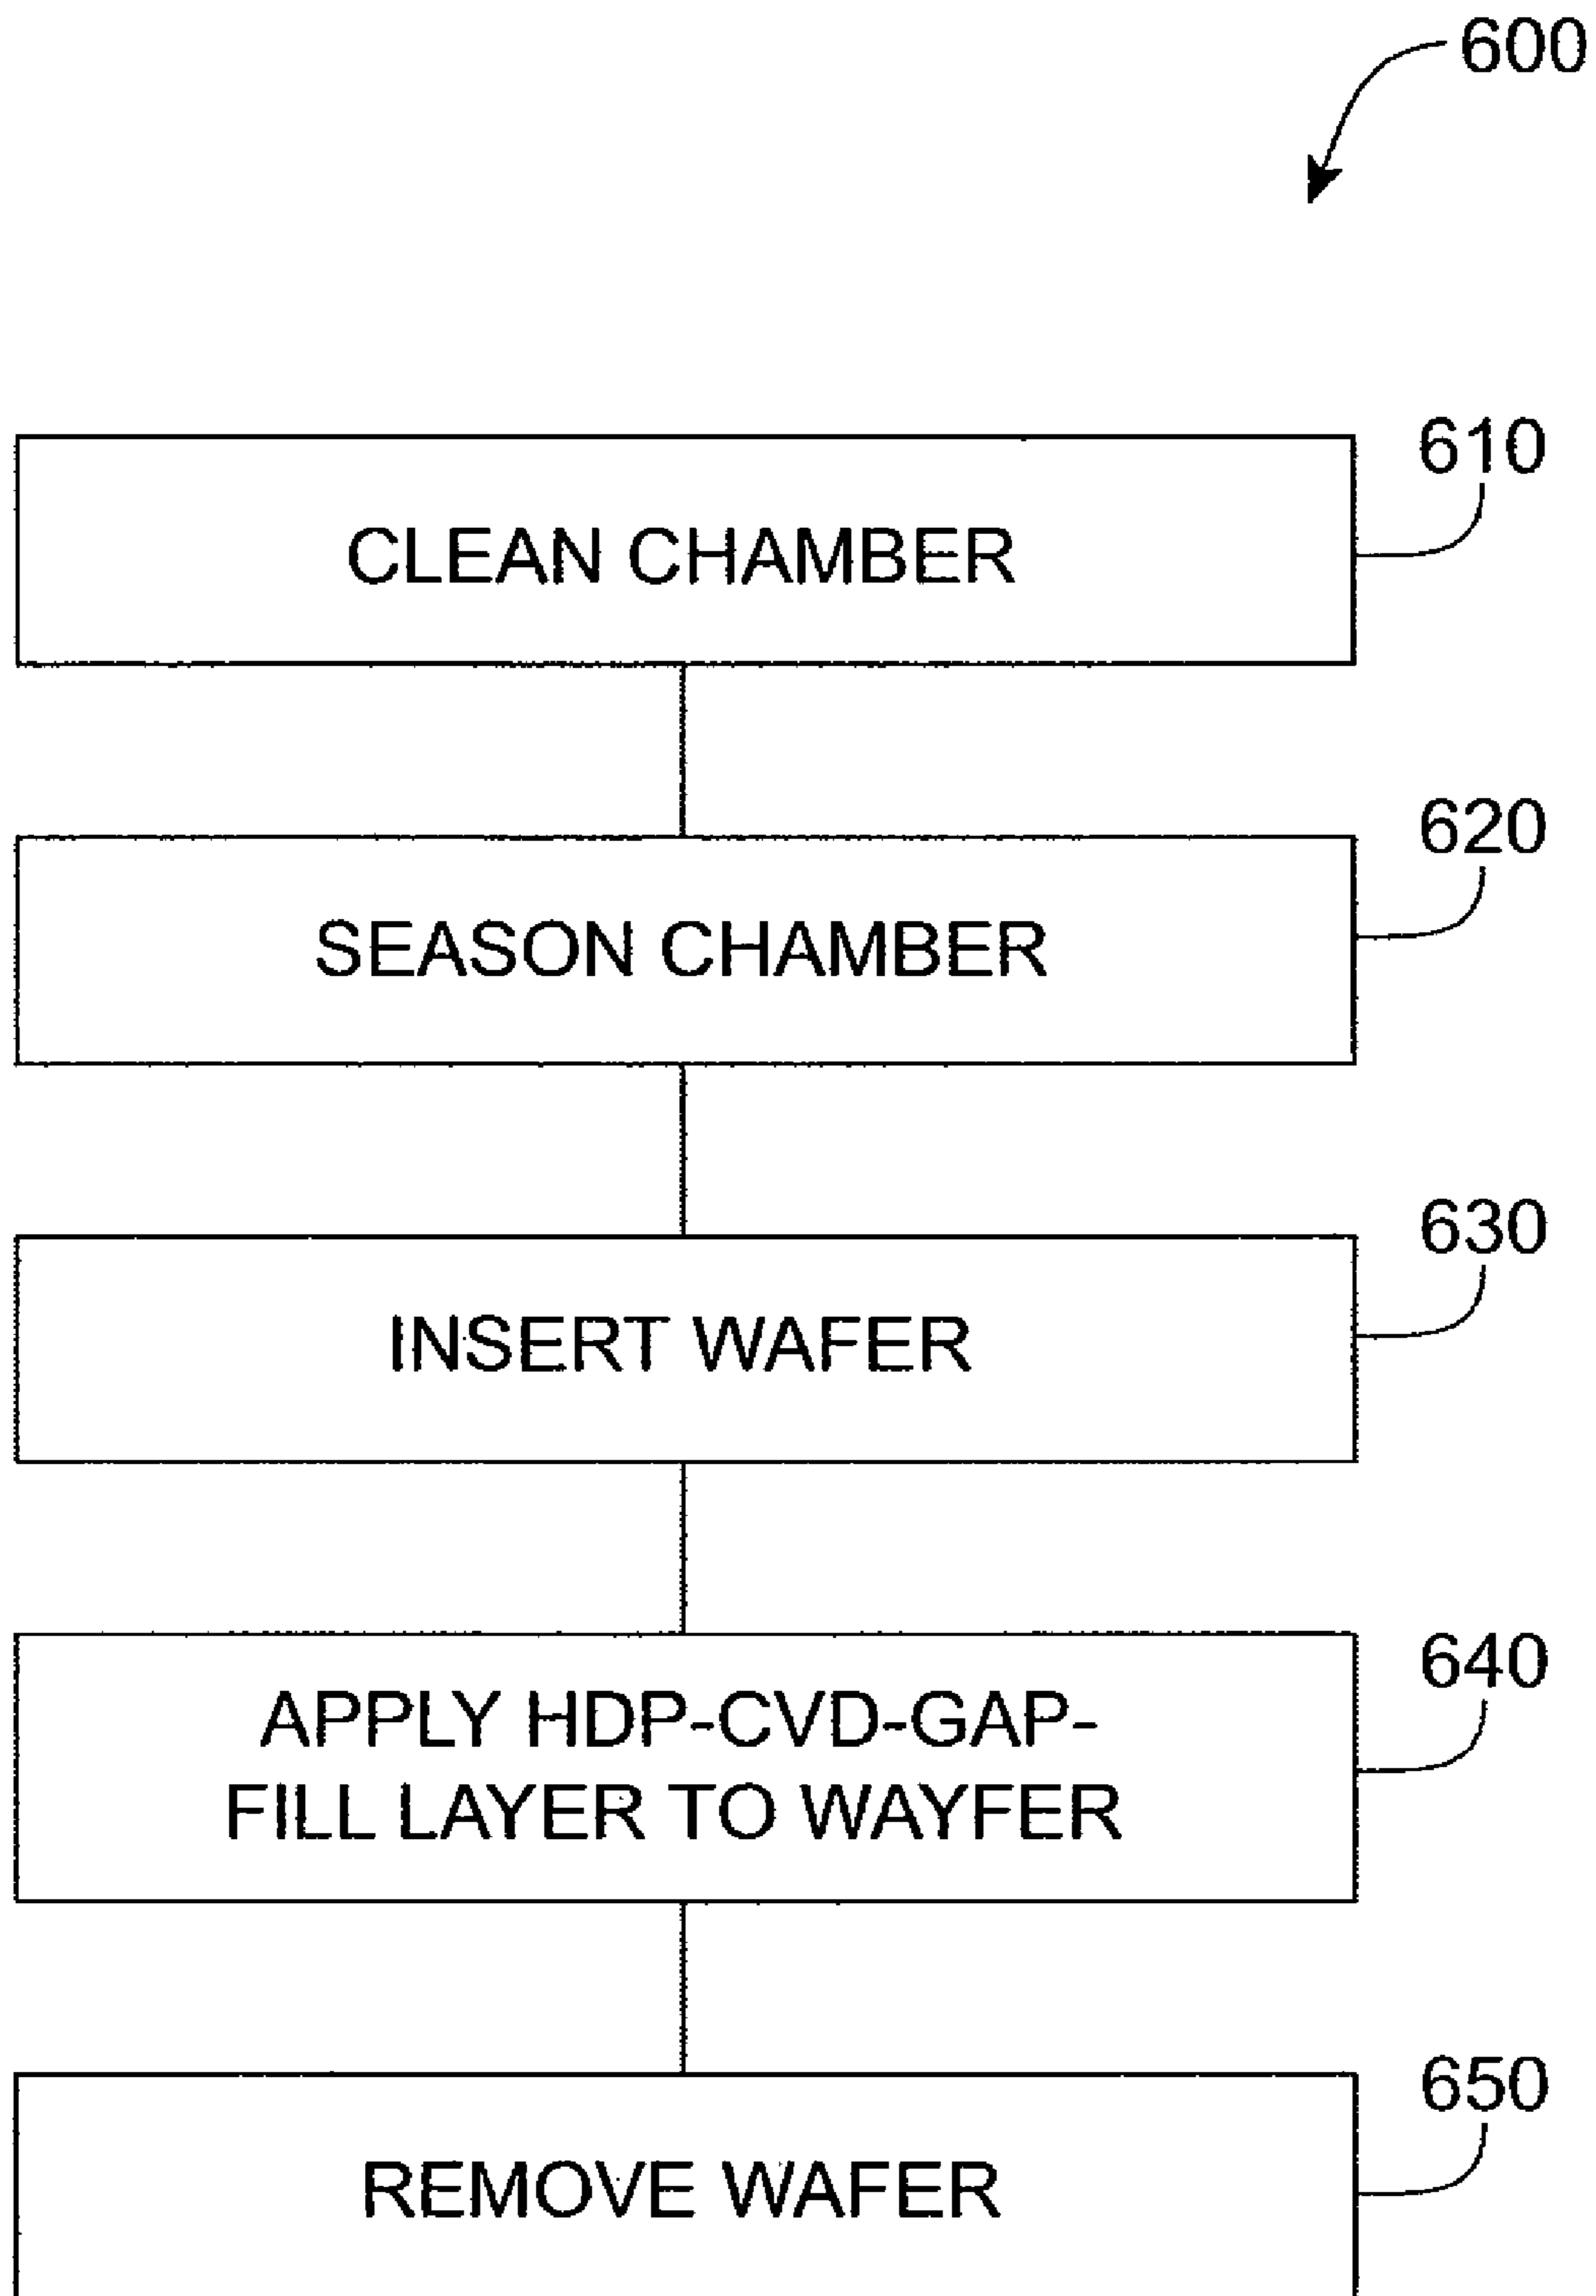 600
610
CLEAN CHAMBER
620
SEASON CHAMBER
630
INSERT WAFER
640
APPLY HDP-CVD-GAP-
FILL LAYER TO WAYFER
650
REMOVE WAFER